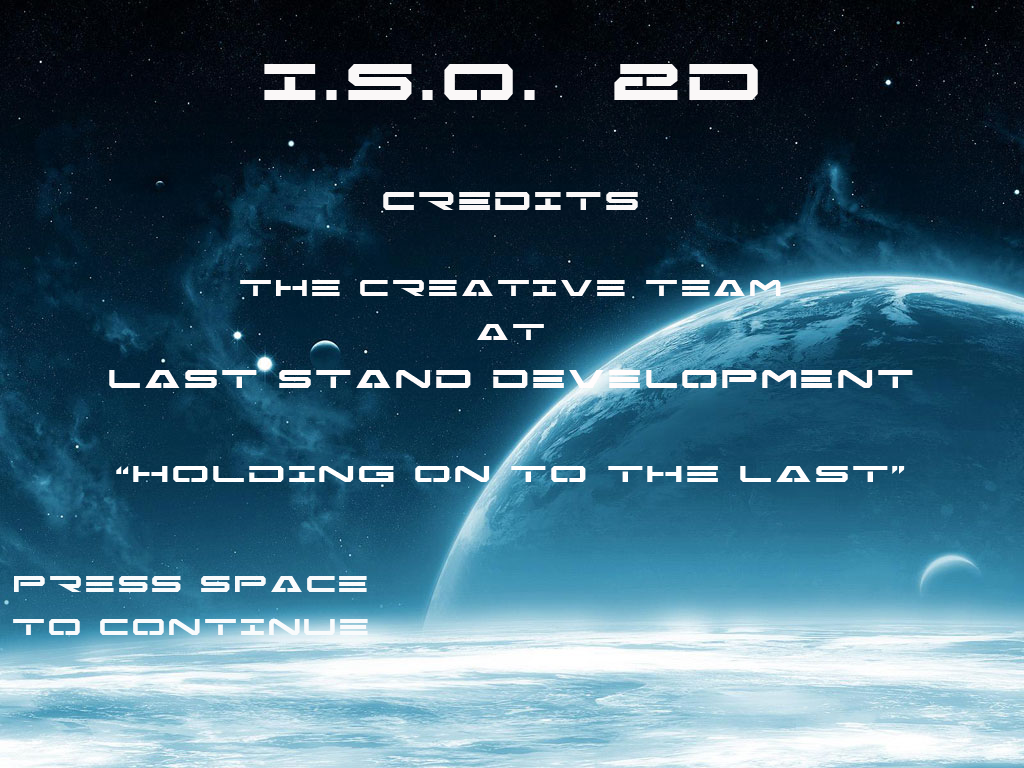 I.S.O. 2D
CREDITS
THE CREATIVE TEAM
AT
LAST STAND DEVELOPMENT
“HOLDING ON TO THE LAST”
PRESS SPACE
TO CONTINUE